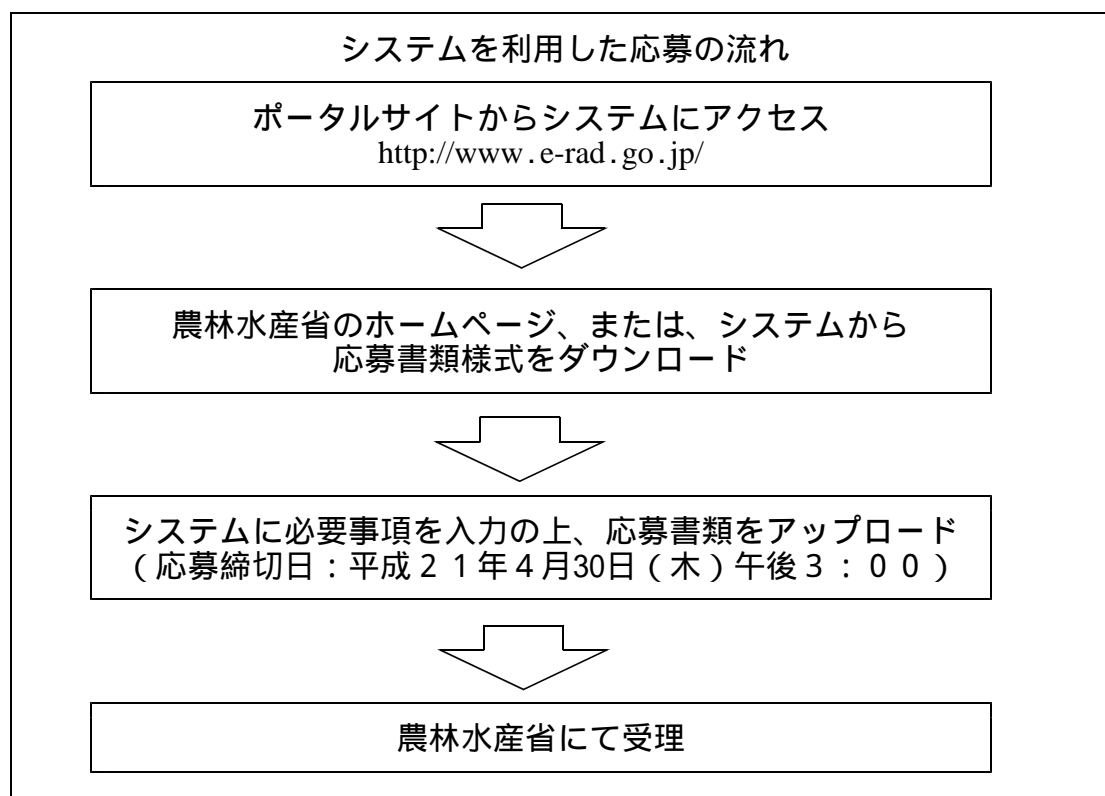 システムを利用した応募の流れ
ポータルサイトからシステムにアクセス
http://www.e-rad.go.jp/
農林水産省のホームページ、または、システムから
応募書類様式をダウンロード
システムに必要事項を入力の上、応募書類をアップロード
（応募締切日：平成２１年４月30日（木）午後３：００）
農林水産省にて受理